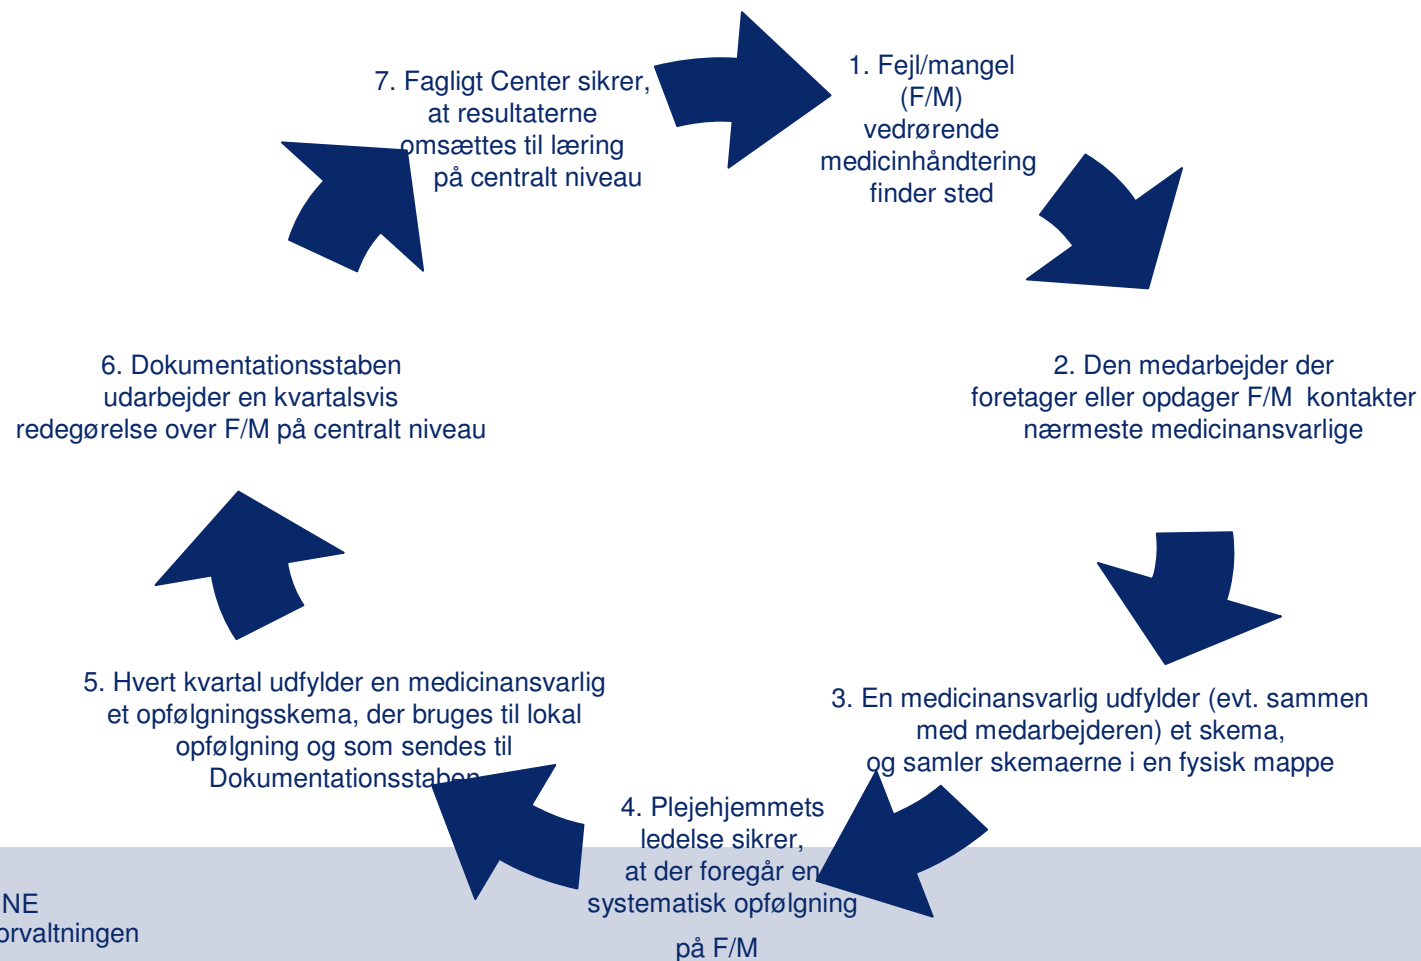 1. Fejl/mangel
(F/M)
vedrørende
medicinhåndtering
finder sted
2. Den medarbejder der
foretager eller opdager F/M kontakter
nærmeste medicinansvarlige
3. En medicinansvarlig udfylder (evt. sammen
med medarbejderen) et skema,
og samler skemaerne i en fysisk mappe
4. Plejehjemmets
ledelse sikrer,
at der foregår en
systematisk opfølgning
på F/M
5. Hvert kvartal udfylder en medicinansvarlig
et opfølgningsskema, der bruges til lokal
opfølgning og som sendes til
Dokumentationsstaben
6. Dokumentationsstaben
udarbejder en kvartalsvis
redegørelse over F/M på centralt niveau
7. Fagligt Center sikrer,
at resultaterne
omsættes til læring
på centralt niveau
NE
orvaltningen